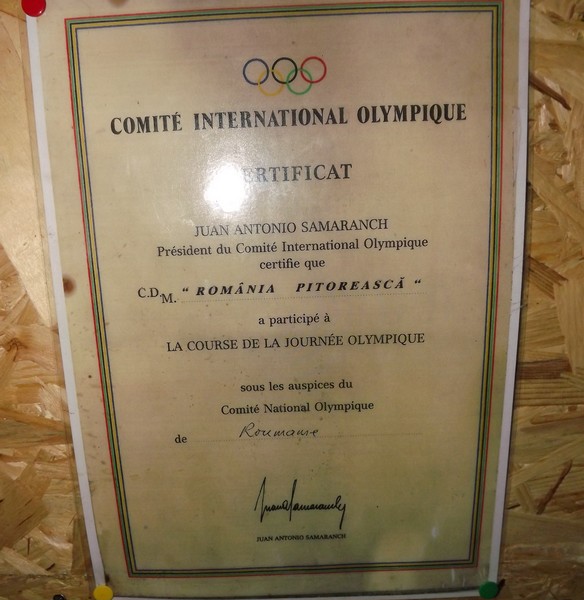 COMITÉ INTERNATIONAL OLYMPIQUE
CERTIFICAT
JUAN ANTONIO SAMARANCH
Président du Comité International Olympique
certifie que
C.D.M. “ ROMÂNIA PITOREASCĂ “
a participé à
LA COURSE DE LA JOURNÉE OLYMPIQUE
sous les auspices du
Comité National Olympique
de Roumanie
JUAN ANTONIO SAMARANCH